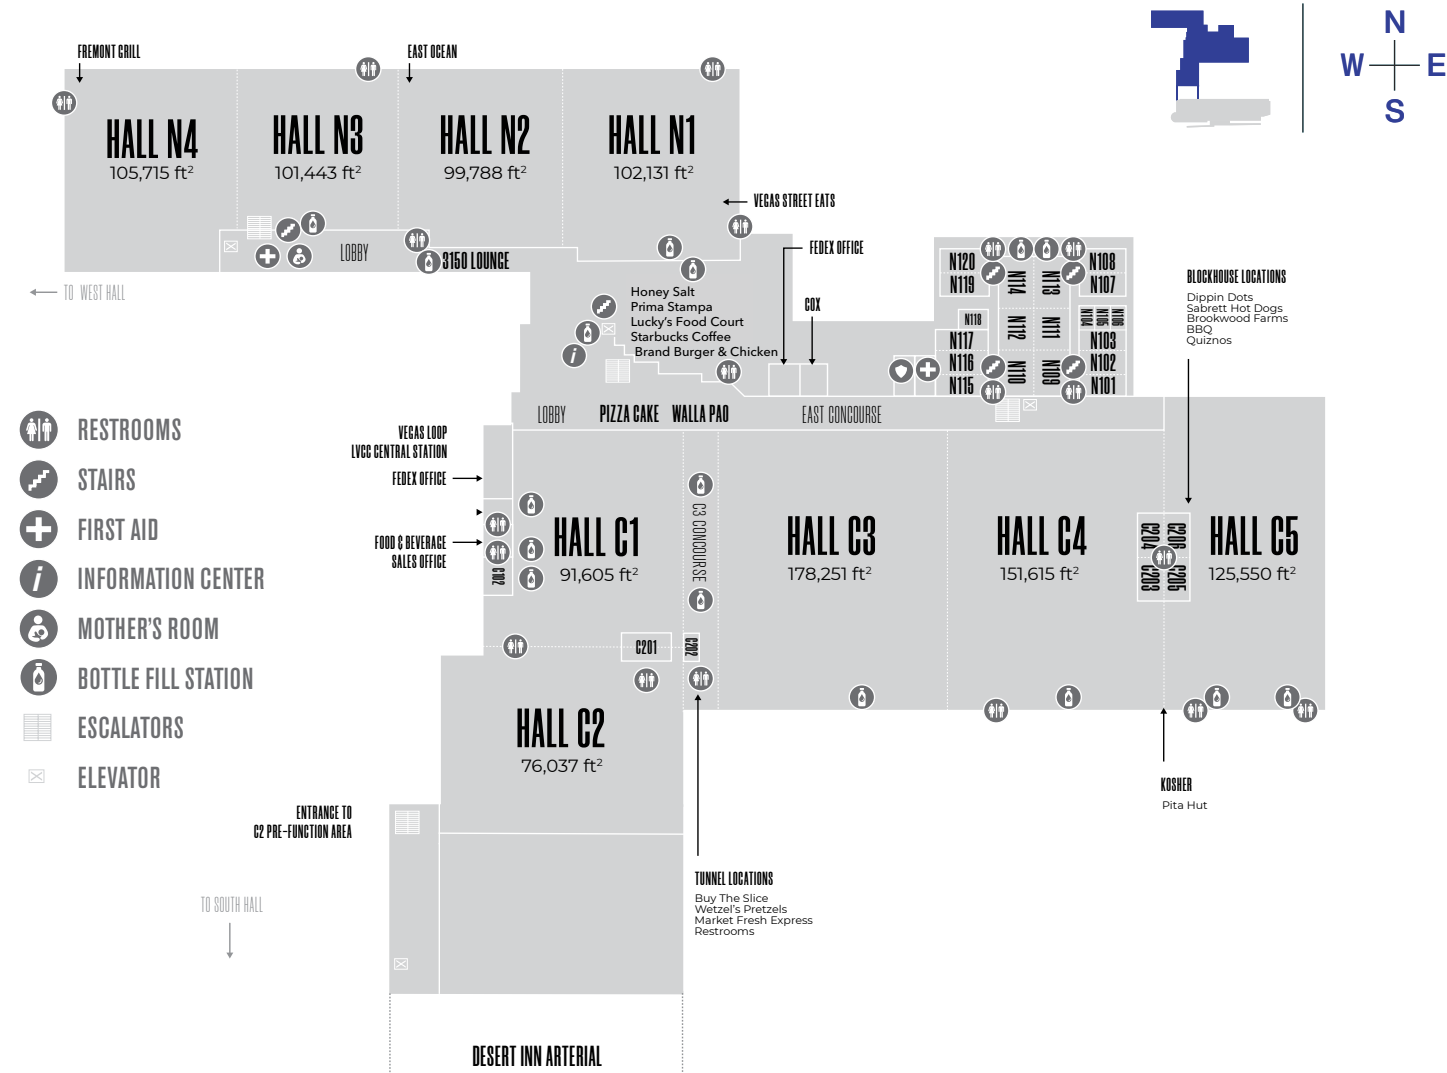 N
W
E
S
FREMONT GRILL
EAST OCEAN
HALL N4
105,715 ft²
HALL N3
101,443 ft²
HALL N2
99,788 ft²
HALL N1
102,131 ft²
VEGAS STREET EATS
FEDEX OFFICE
COX
LOBBY
3150 LOUNGE
TO WEST HALL
Honey Salt
Prima Stampa
Lucky's Food Court
Starbucks Coffee
Brand Burger & Chicken
i
N120
N119
N118
N117
N116
N115
N114
N113
N112
N111
N110
N109
N108
N107
N104
N105
N106
N103
N102
N101
BLOCKHOUSE LOCATIONS
Dippin Dots
Sabrett Hot Dogs
Brookwood Farms
BBQ
Quiznos
LOBBY
PIZZA CAKE
WALLA PAO
EAST CONCOURSE
RESTROOMS
STAIRS
FIRST AID
i
INFORMATION CENTER
MOTHER'S ROOM
BOTTLE FILL STATION
ESCALATORS
ELEVATOR
VEGAS LOOP
LVCC CENTRAL STATION
FEDEX OFFICE
FOOD & BEVERAGE
SALES OFFICE
C102
HALL C1
91,605 ft²
C3 CONCOURSE
HALL C3
178,251 ft²
HALL C4
151,615 ft²
C204
C206
C203
C205
HALL C5
125,550 ft²
C201
C202
HALL C2
76,037 ft²
KOSHER
Pita Hut
ENTRANCE TO
C2 PRE-FUNCTION AREA
TUNNEL LOCATIONS
Buy The Slice
Wetzel's Pretzels
Market Fresh Express
Restrooms
TO SOUTH HALL
DESERT INN ARTERIAL